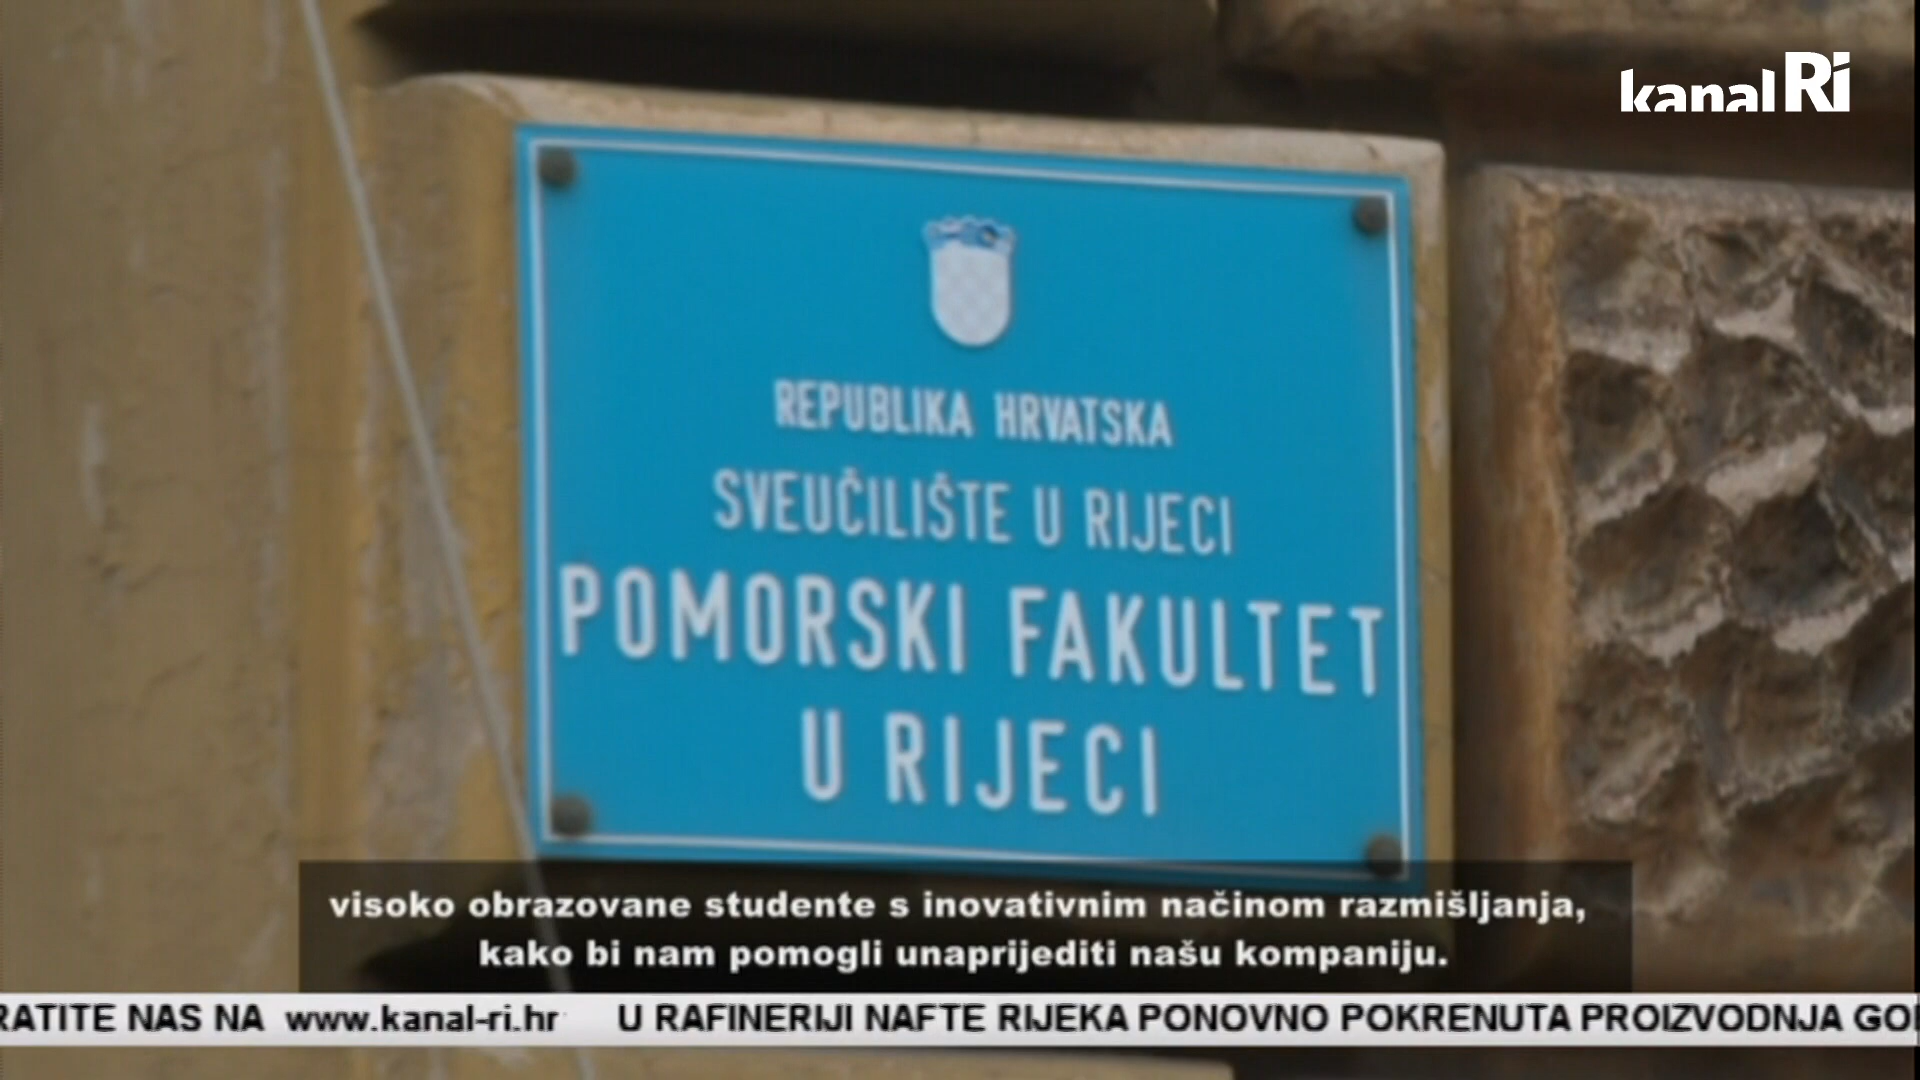 kanal Ri
REPUBLIKA HRVATSKA
SVEUČILIŠTE U RIJECI
POMORSKI FAKULTET
U RIJECI
visoko obrazovane studente s inovativnim načinom razmišljanja,
kako bi nam pomogli unaprijediti našu kompaniju.
RATITE NAS NA www.kanal-ri.hr U RAFINERIJI NAFTE RIJEKA PONOVNO POKRENUTA PROIZVODNJA GO